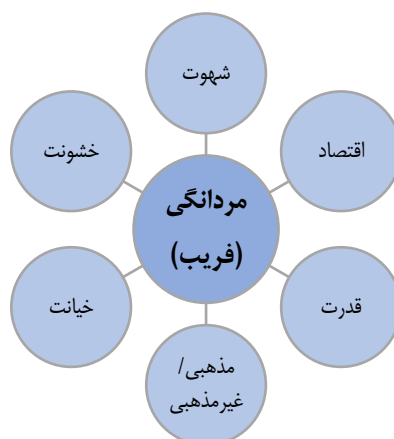 شهوت
اقتصاد
قدرت
مذهبی/
غیرمذهبی
خیانت
خشونت
مردانگی
(فریب)